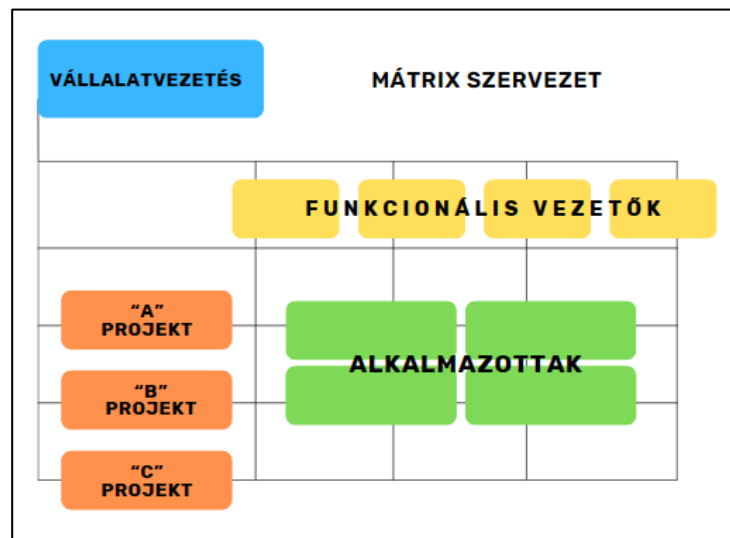 VÁLLALATVEZETÉS
MÁTRIX SZERVEZET
FUNKCIONÁLIS VEZETŐK
“A”
PROJEKT
ALKALMAZOTTAK
“B”
PROJEKT
“C”
PROJEKT